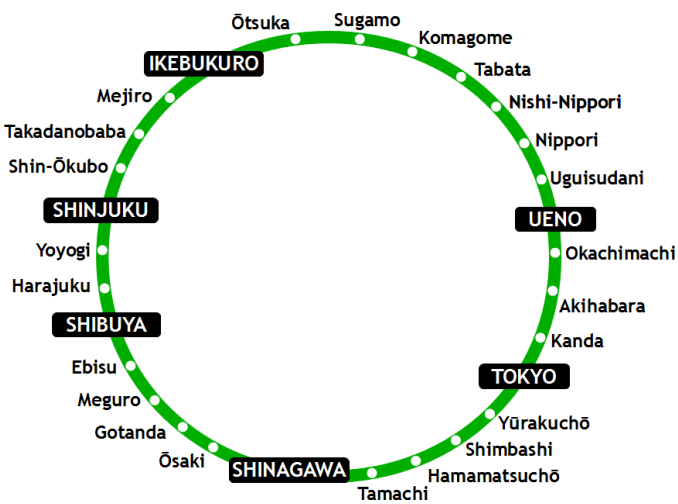 Ōtsuka
Sugamo
Komagome
IKEBUKURO
Tabata
Mejiro
Nishi-Nippori
Takadanobaba
Nippori
Shin-Ōkubo
Uguisudani
SHINJUKU
UENO
Yoyogi
Okachimachi
Harajuku
Akihabara
SHIBUYA
Kanda
Ebisu
TOKYO
Meguro
Yūrakuchō
Gotanda
Shimbashi
Ōsaki
SHINAGAWA
Hamamatsuchō
Tamachi